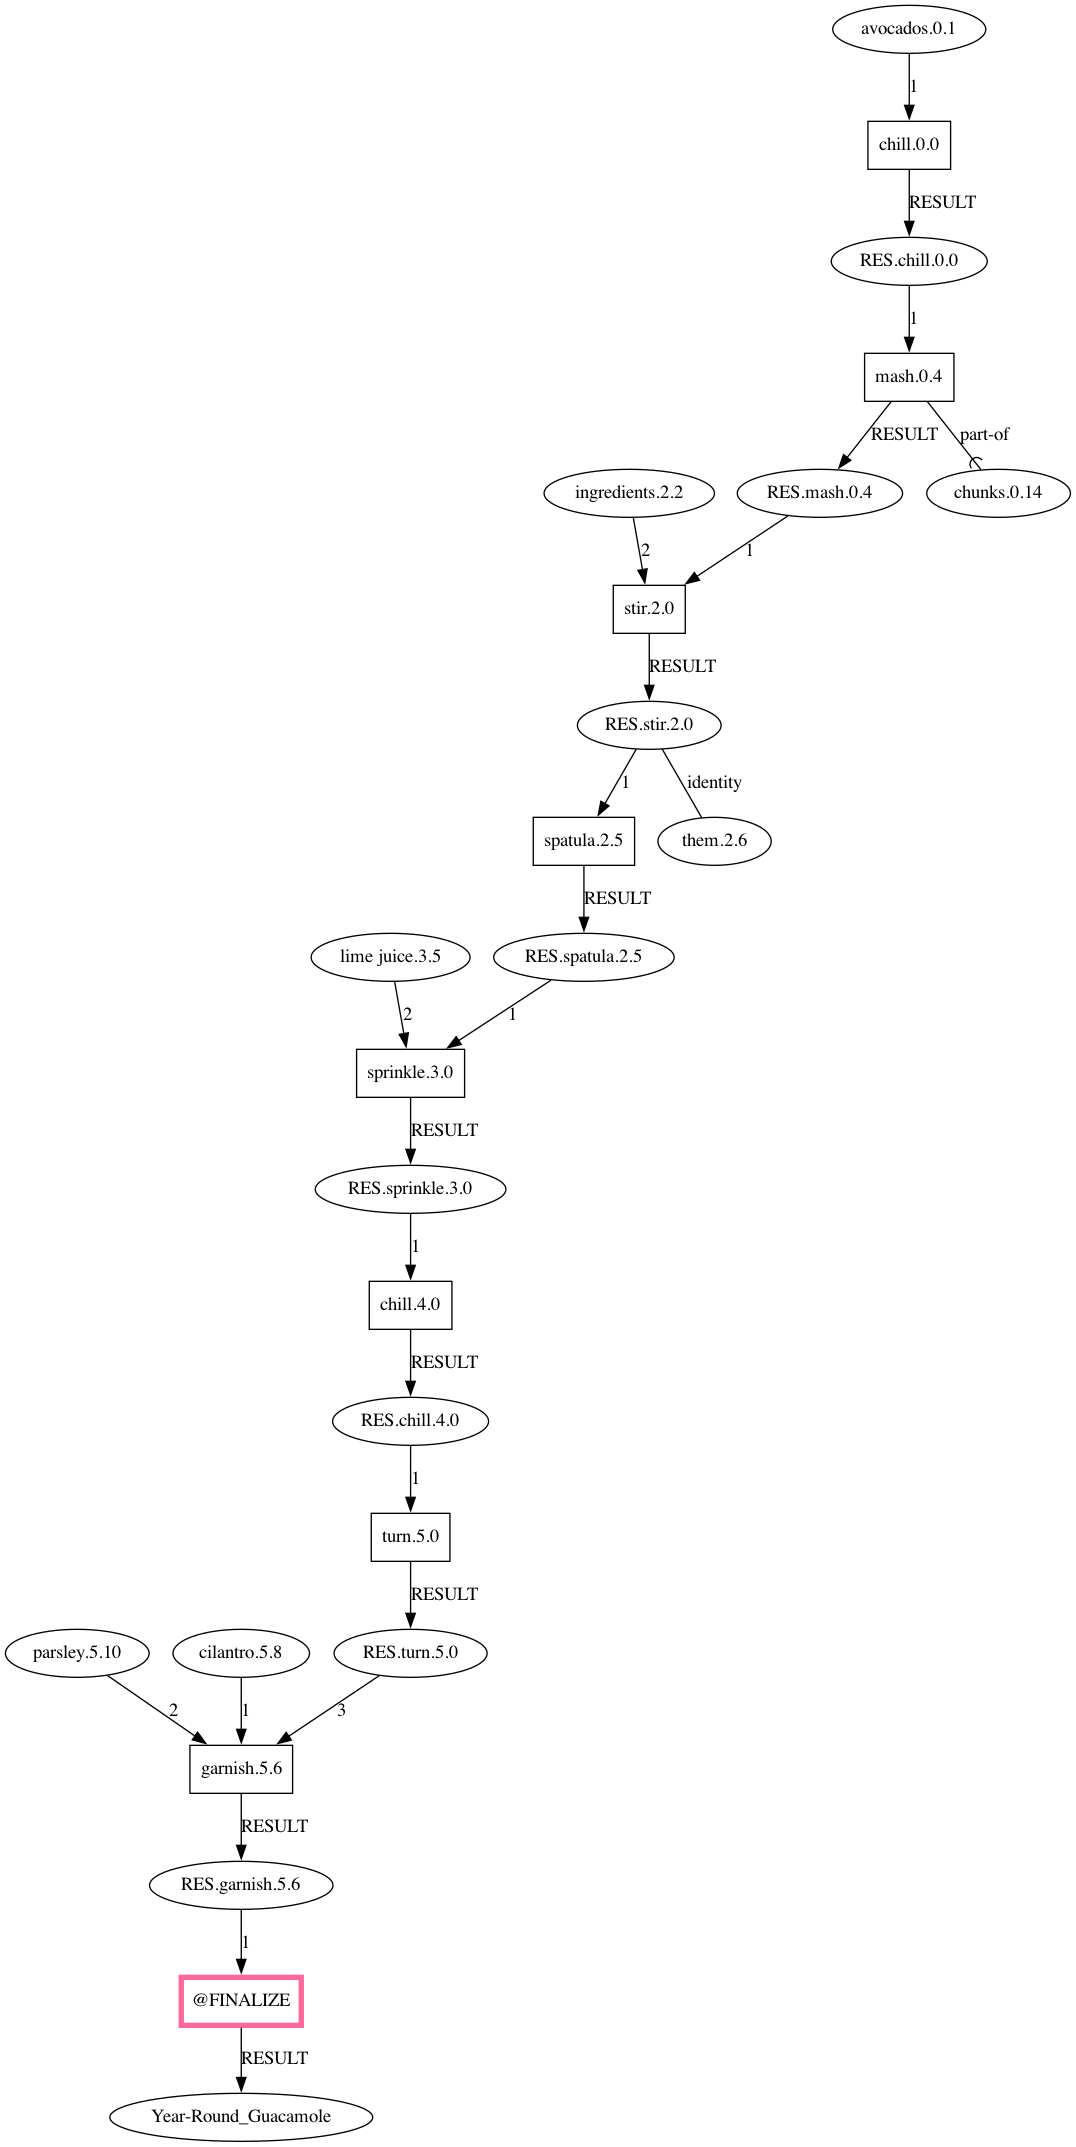 avocados.0.1
1
chill.0.0
RESULT
RES.chill.0.0
1
mash.0.4
RESULT
part-of
ingredients.2.2
RES.mash.0.4
chunks.0.14
2
1
stir.2.0
RESULT
RES.stir.2.0
1
identity
spatula.2.5
them.2.6
RESULT
lime juice.3.5
RES.spatula.2.5
2
1
sprinkle.3.0
RESULT
RES.sprinkle.3.0
1
chill.4.0
RESULT
RES.chill.4.0
1
turn.5.0
RESULT
parsley.5.10
cilantro.5.8
RES.turn.5.0
2
1
3
garnish.5.6
RESULT
RES.garnish.5.6
1
@FINALIZE
RESULT
Year-Round_Guacamole